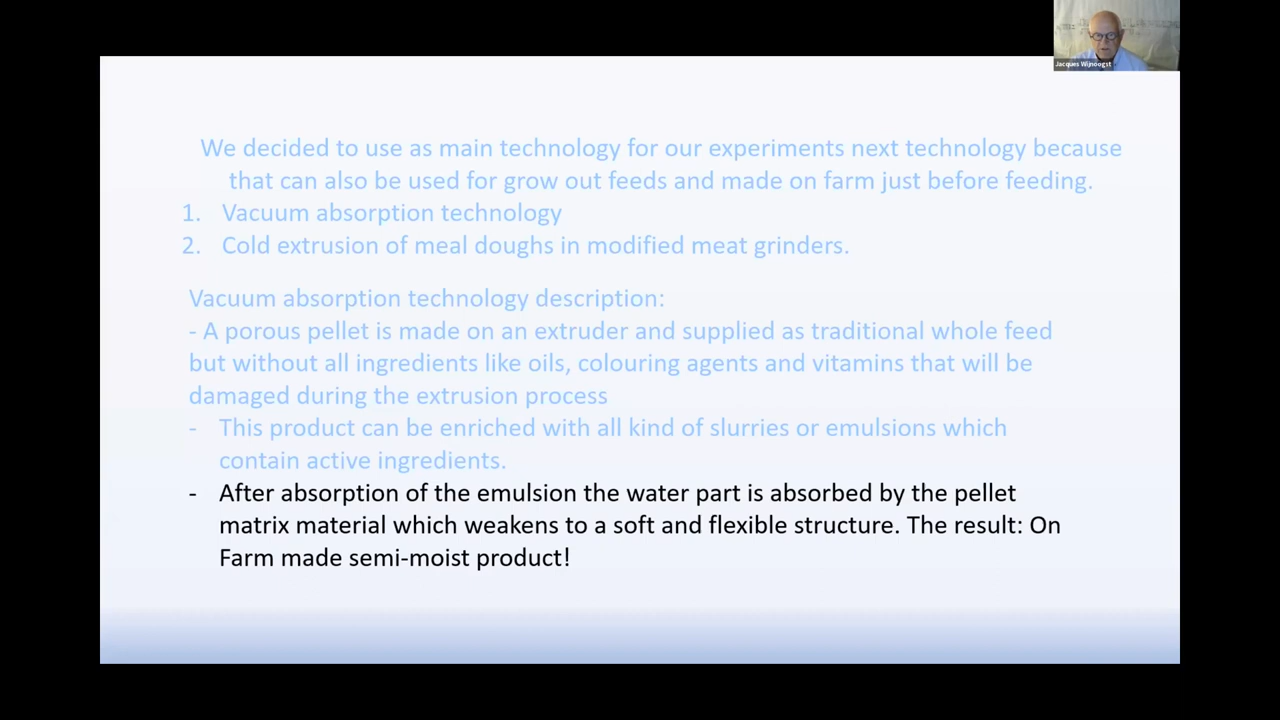 Jacques Wijnoogst
We decided to use as main technology for our experiments next technology because
that can also be used for grow out feeds and made on farm just before feeding.
1. Vacuum absorption technology
2. Cold extrusion of meal doughs in modified meat grinders.
Vacuum absorption technology description:
- A porous pellet is made on an extruder and supplied as traditional whole feed
but without all ingredients like oils, colouring agents and vitamins that will be
damaged during the extrusion process
- This product can be enriched with all kind of slurries or emulsions which
contain active ingredients.
- After absorption of the emulsion the water part is absorbed by the pellet
matrix material which weakens to a soft and flexible structure. The result: On
Farm made semi-moist product!